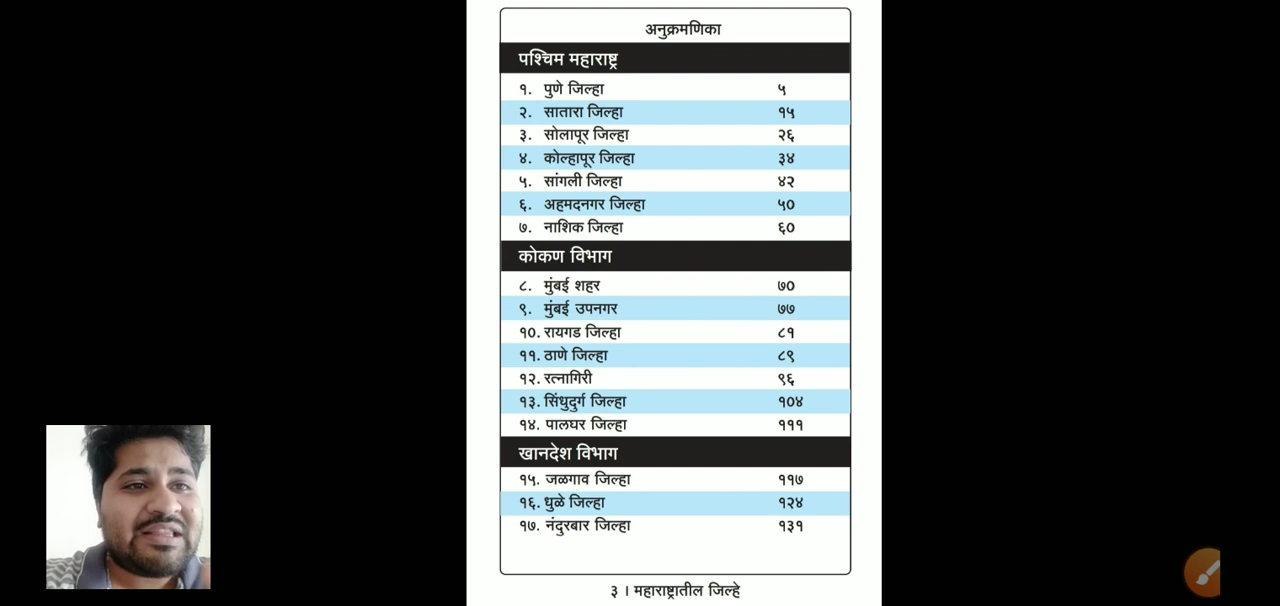 अनुक्रमणिका
पश्चिम महाराष्ट्र
१. पुणे जिल्हा ५
२. सातारा जिल्हा १५
३. सोलापूर जिल्हा २६
४. कोल्हापूर जिल्हा ३४
५. सांगली जिल्हा ४२
६. अहमदनगर जिल्हा ५०
७. नाशिक जिल्हा ६०
कोकण विभाग
८. मुंबई शहर ७०
९. मुंबई उपनगर ७७
१०. रायगड जिल्हा ८१
११. ठाणे जिल्हा ८९
१२. रत्नागिरी ९६
१३. सिंधुदुर्ग जिल्हा १०४
१४. पालघर जिल्हा १११
खानदेश विभाग
१५. जळगाव जिल्हा ११७
१६. धुळे जिल्हा १२४
१७. नंदुरबार जिल्हा १३१
३ । महाराष्ट्रातील जिल्हे